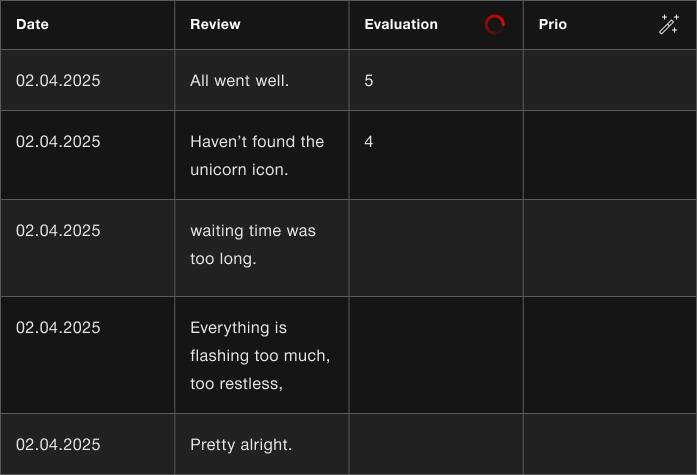 Date Review Evaluation Prio
02.04.2025 All went well. 5
02.04.2025 Haven’t found the 4
unicorn icon.
02.04.2025 waiting time was
too long.
02.04.2025 Everything is
flashing too much,
too restless,
02.04.2025 Pretty alright.